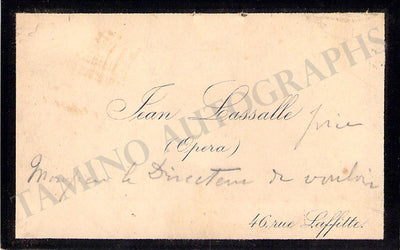 Jean Lassalle prie
(Opera)
Monsieur le Directeur de vouloir
46, rue Laffitte.
TAMINO AUTOGRAPHS